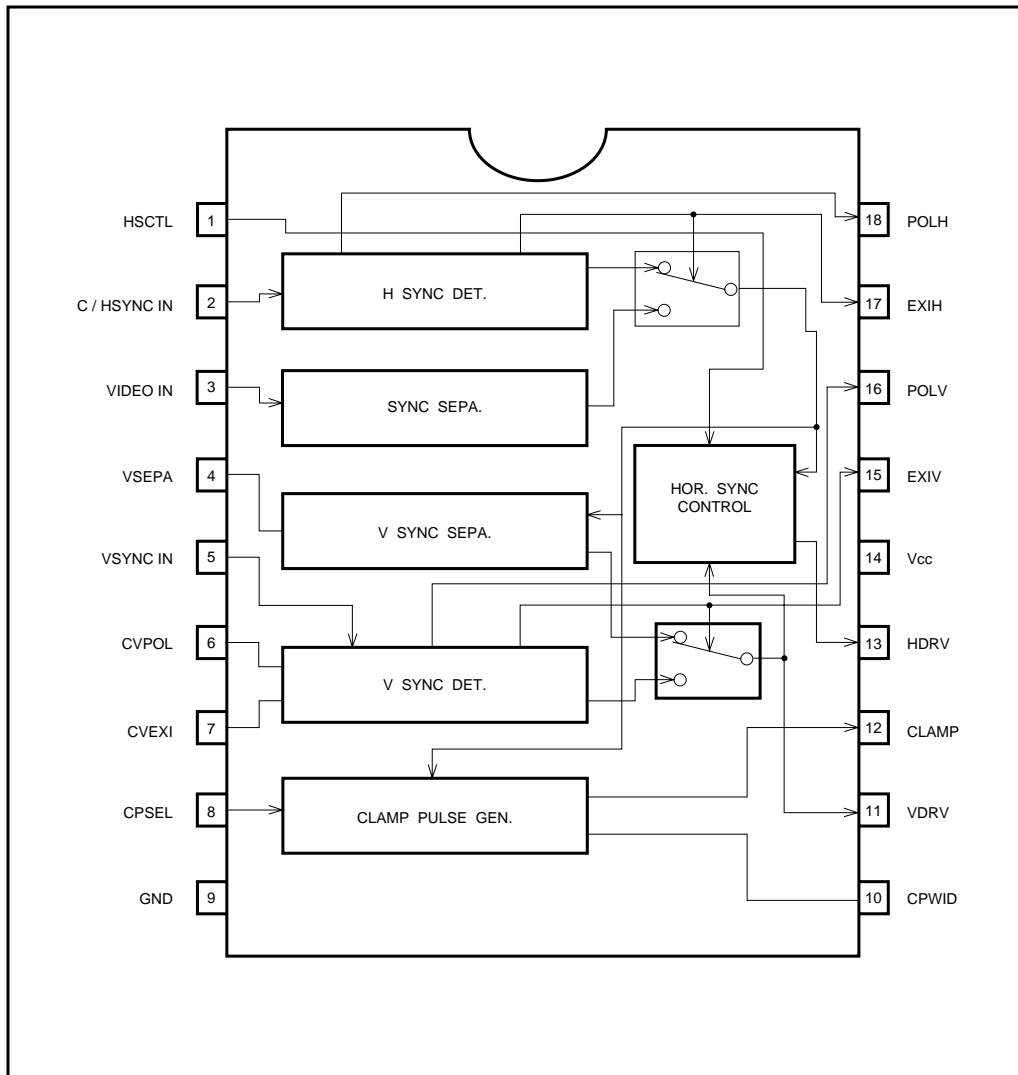 HSCTL 1
C / HSYNC IN 2
VIDEO IN 3
VSEPA 4
VSYNC IN 5
CVPOL 6
CVEXI 7
CPSEL 8
GND 9
H SYNC DET.
SYNC SEPA.
V SYNC SEPA.
V SYNC DET.
CLAMP PULSE GEN.
HOR. SYNC
CONTROL
18 POLH
17 EXIH
16 POLV
15 EXIV
14 Vcc
13 HDRV
12 CLAMP
11 VDRV
10 CPWID